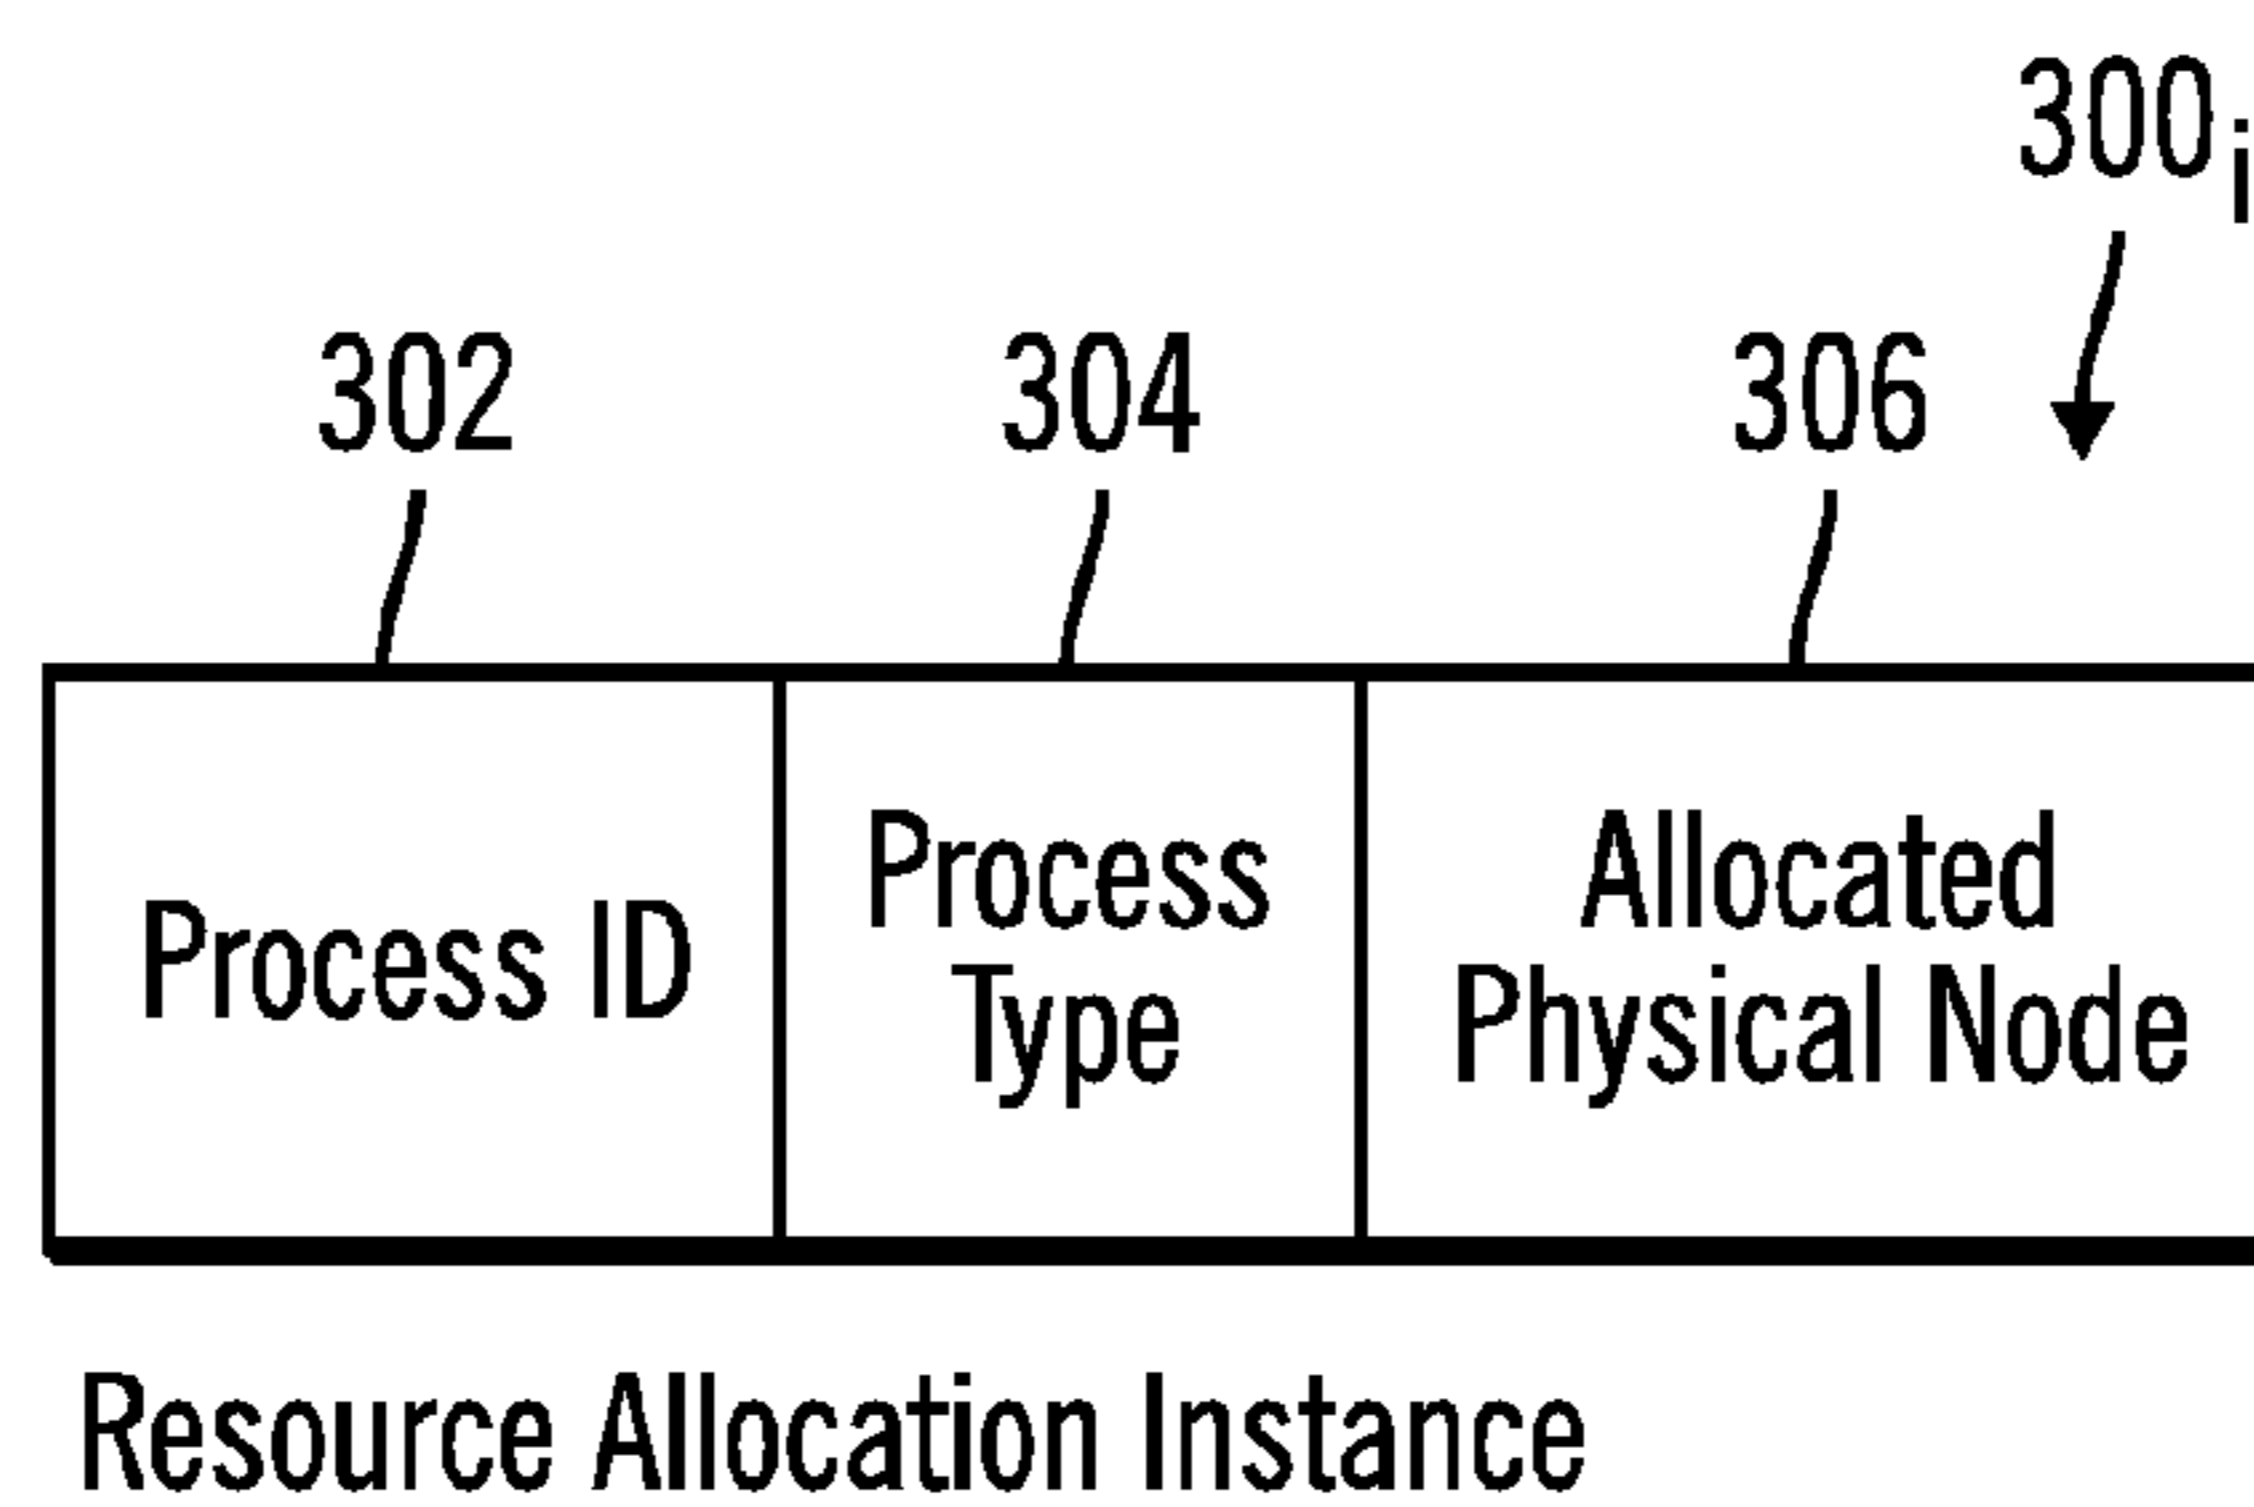 300i
302
304
306
Process ID
Process
Type
Allocated
Physical Node
Resource Allocation Instance